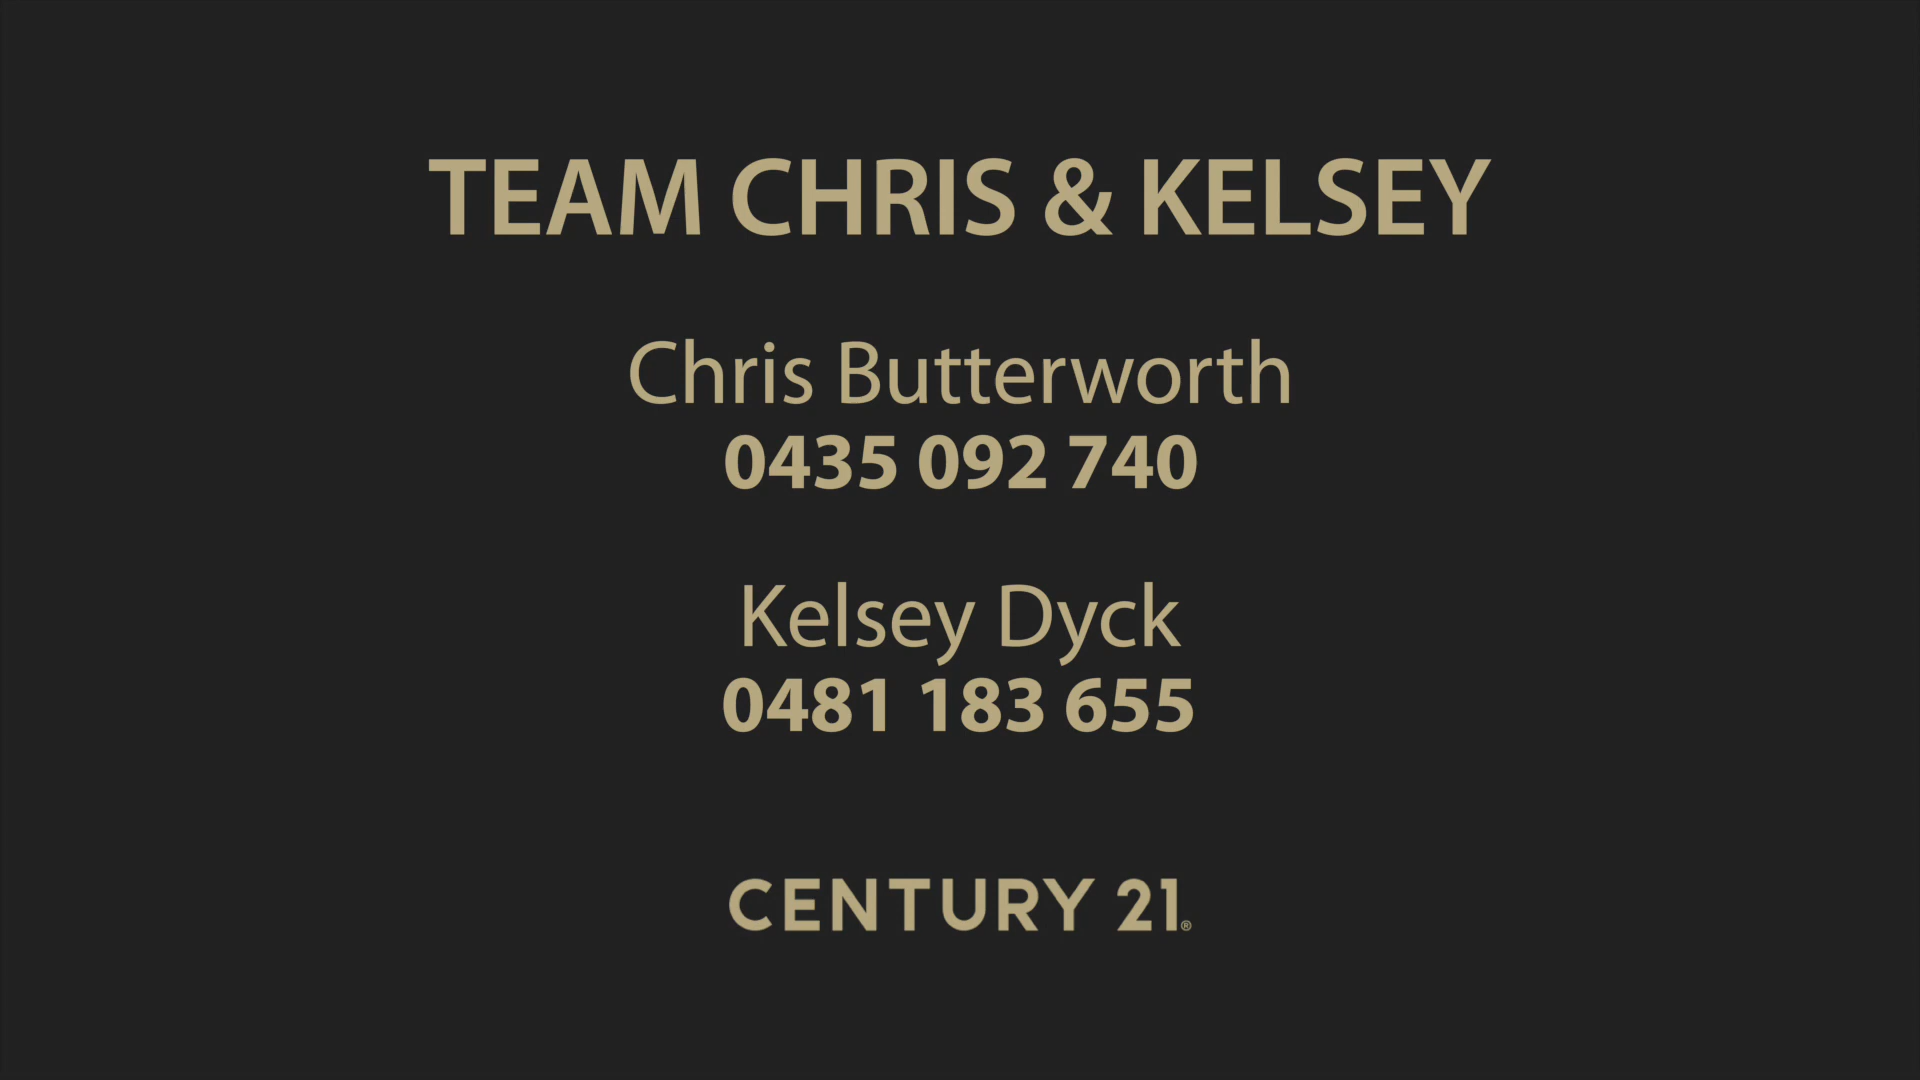 TEAM CHRIS & KELSEY
Chris Butterworth
0435 092 740
Kelsey Dyck
0481 183 655
CENTURY 21®